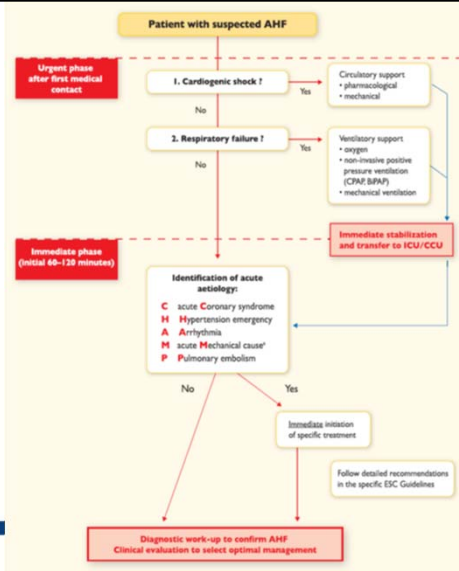 Patient with suspected AHF
Urgent phase
after first medical
contact
1. Cardiogenic shock ?
Yes
Circulatory support
• pharmacological
• mechanical
No
2. Respiratory failure ?
Yes
Ventilatory support
• oxygen
• non-invasive positive
pressure ventilation
(CPAP, BiPAP)
• mechanical ventilation
No
Immediate stabilization
and transfer to ICU/CCU
Immediate phase
(initial 60–120 minutes)
Identification of acute
aetiology:
C acute Coronary syndrome
H Hypertension emergency
A Arrhythmia
M acute Mechanical cause
P Pulmonary embolism
No
Yes
Immediate initiation
of specific treatment
Follow detailed recommendations
in the specific ESC Guidelines
Diagnostic work-up to confirm AHF
Clinical evaluation to select optimal management